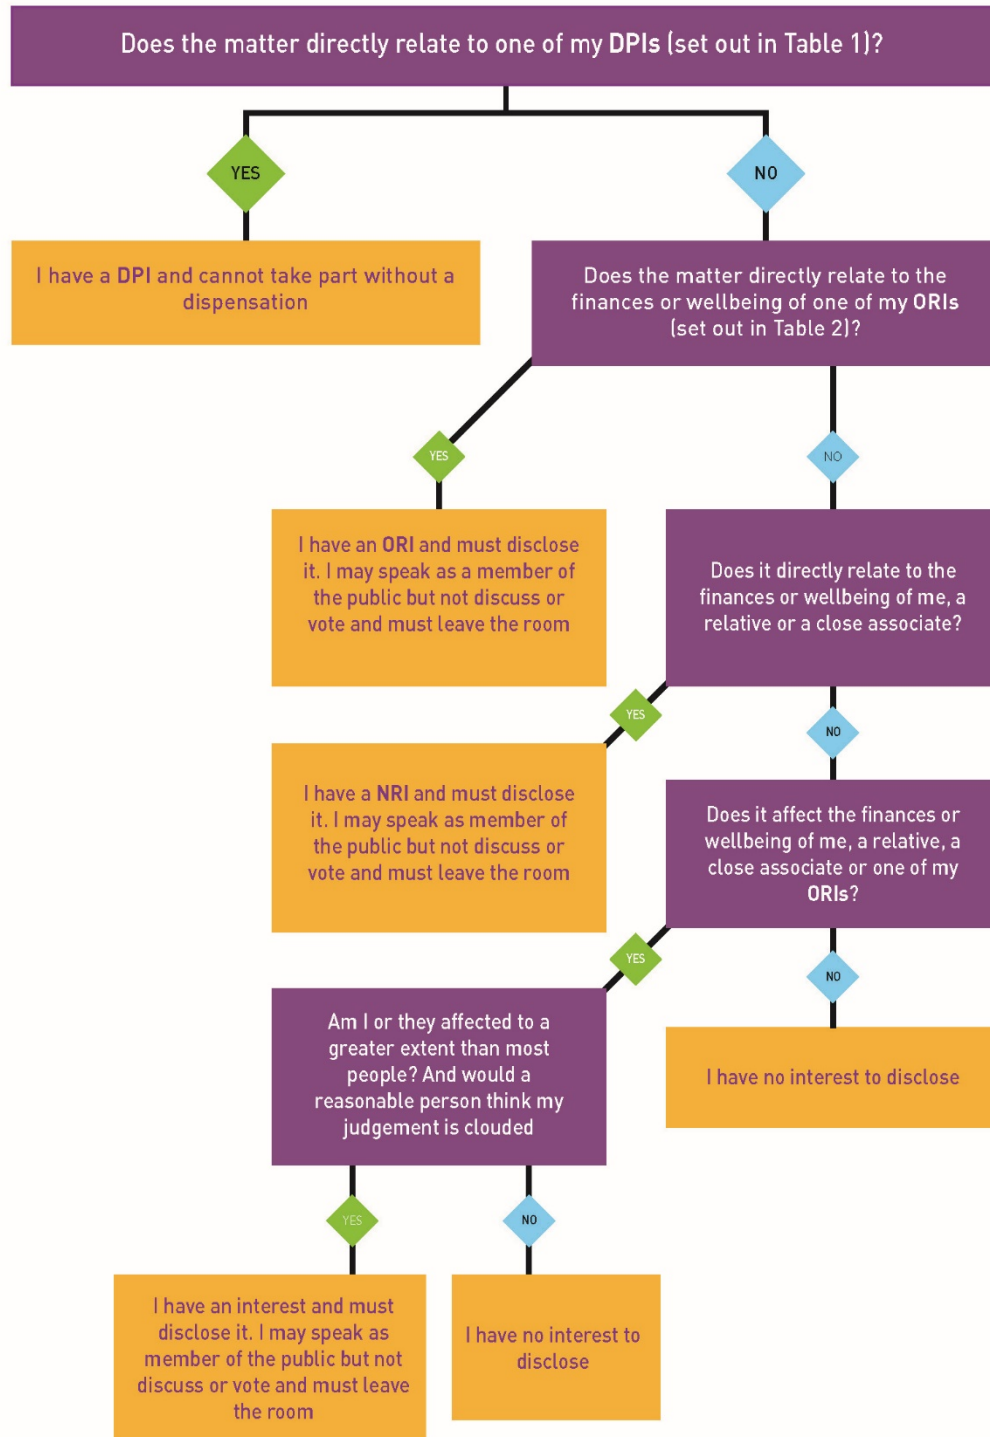 Does the matter directly relate to one of my DPIs (set out in Table 1)?
YES
NO
I have a DPI and cannot take part without a
dispensation
Does the matter directly relate to the
finances or wellbeing of one of my ORIs
(set out in Table 2)?
YES
NO
I have an ORI and must disclose
it. I may speak as a member of
the public but not discuss or
vote and must leave the room
Does it directly relate to the
finances or wellbeing of me, a
relative or a close associate?
YES
NO
I have a NRI and must disclose
it. I may speak as member of
the public but not discuss or
vote and must leave the room
Does it affect the finances or
wellbeing of me, a relative, a
close associate or one of my
ORIs?
YES
NO
Am I or they affected to a
greater extent than most
people? And would a
reasonable person think my
judgement is clouded
I have no interest to disclose
YES
NO
I have an interest and must
disclose it. I may speak as
member of the public but not
discuss or vote and must leave
the room
I have no interest to
disclose